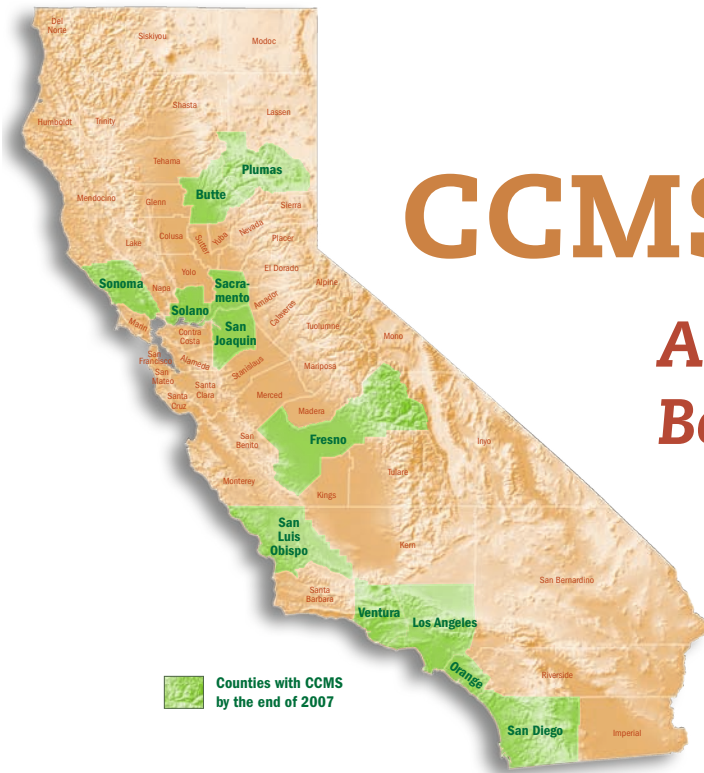 Del
Norte
Siskiyou
Modoc
Humboldt
Trinity
Shasta
Lassen
Tehama
Plumas
Butte
Mendocino
Glenn
Sierra
Colusa
Sutter
Yuba
Nevada
Placer
Lake
El Dorado
Yolo
Sonoma
Napa
Sacra-
mento
Amador
Alpine
Solano
Calaveras
Marin
San
Joaquin
Tuolumne
Contra
Costa
Mono
San
Francisco
Alameda
Stanislaus
Mariposa
San
Mateo
Santa
Clara
Santa
Cruz
Merced
Madera
San
Benito
Fresno
Inyo
Tulare
Monterey
Kings
San
Luis
Obispo
Kern
San Bernardino
Santa
Barbara
Ventura
Los Angeles
Orange
Riverside
San Diego
Imperial
Counties with CCMS
by the end of 2007
CCMS
A